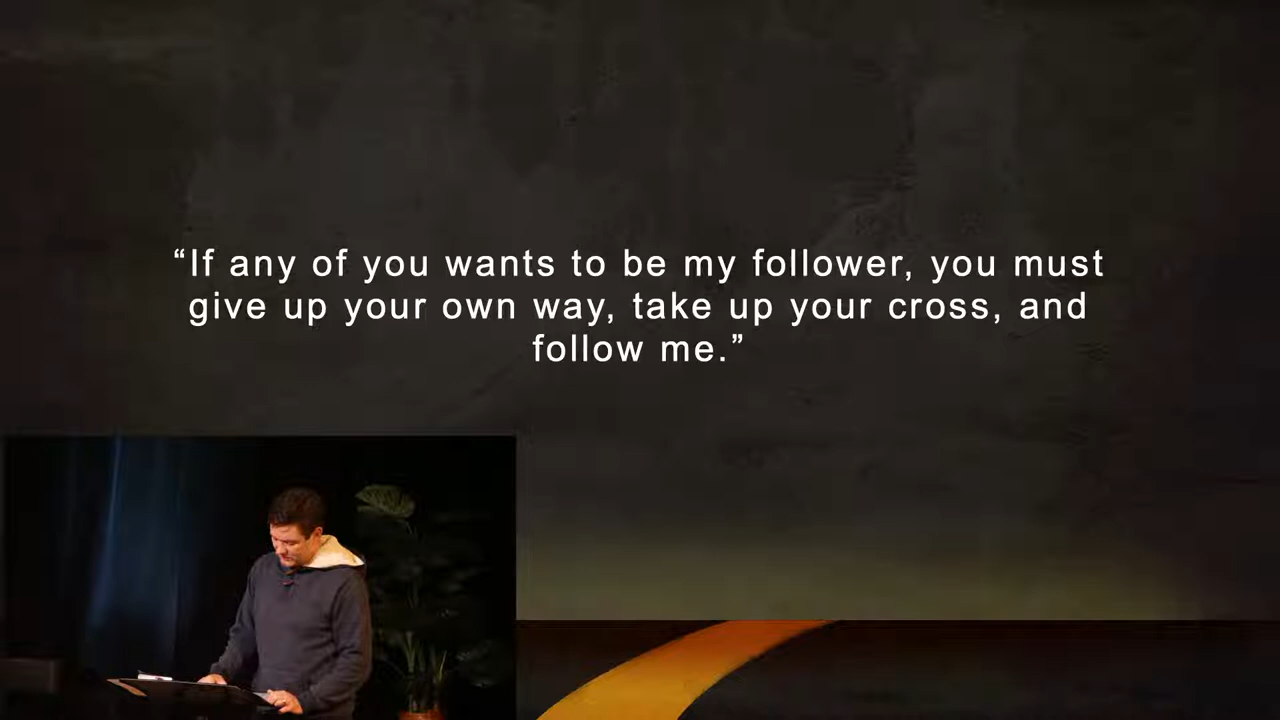 “If any of you wants to be my follower, you must
give up your own way, take up your cross, and
follow me.”